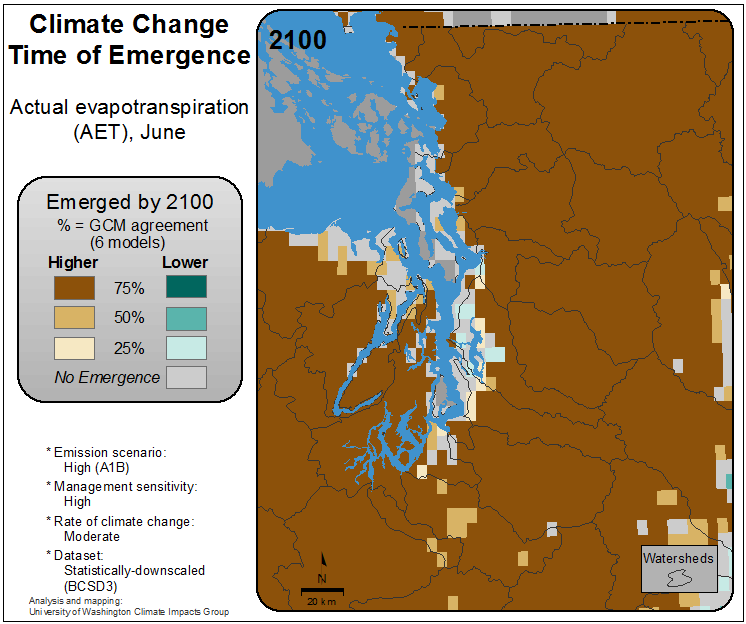 Climate Change
Time of Emergence
Actual evapotranspiration
(AET), June
Emerged by 2100
% = GCM agreement
(6 models)
Higher Lower
75%
50%
25%
No Emergence
* Emission scenario:
High (A1B)
* Management sensitivity:
High
* Rate of climate change:
Moderate
* Dataset:
Statistically-downscaled
(BCSD3)
Analysis and mapping:
University of Washington Climate Impacts Group
2100
N
20 km
Watersheds